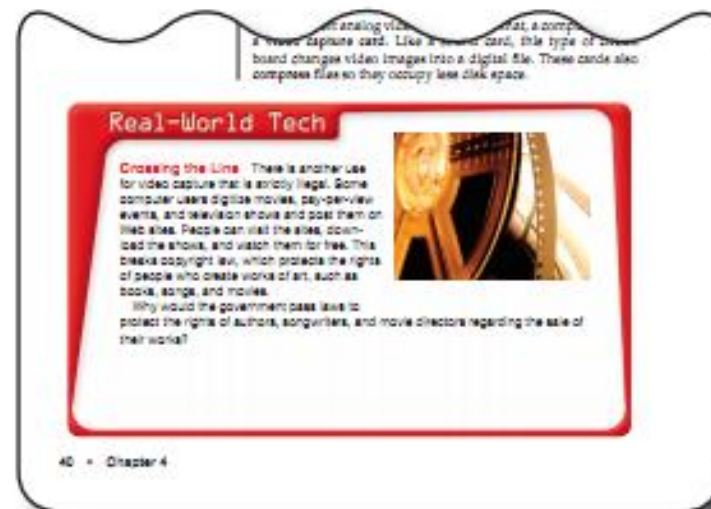 analog
a video capture card. Like a sound card, this type of
board changes video images into a digital file. These cards also
compress files so they occupy less disk space.
Real-World Tech
Crossing the Line There is another use
for video capture that is strictly illegal. Some
computer users digitize movies, pay-per-view
events, and television shows and post them on
Web sites. People can visit the sites, down-
load the shows, and watch them for free. This
breaks copyright law, which protects the rights
of people who create works of art, such as
books, songs, and movies.
Why would the government pass laws to
protect the rights of authors, songwriters, and movie directors regarding the sale of
their works?
40 • Chapter 4